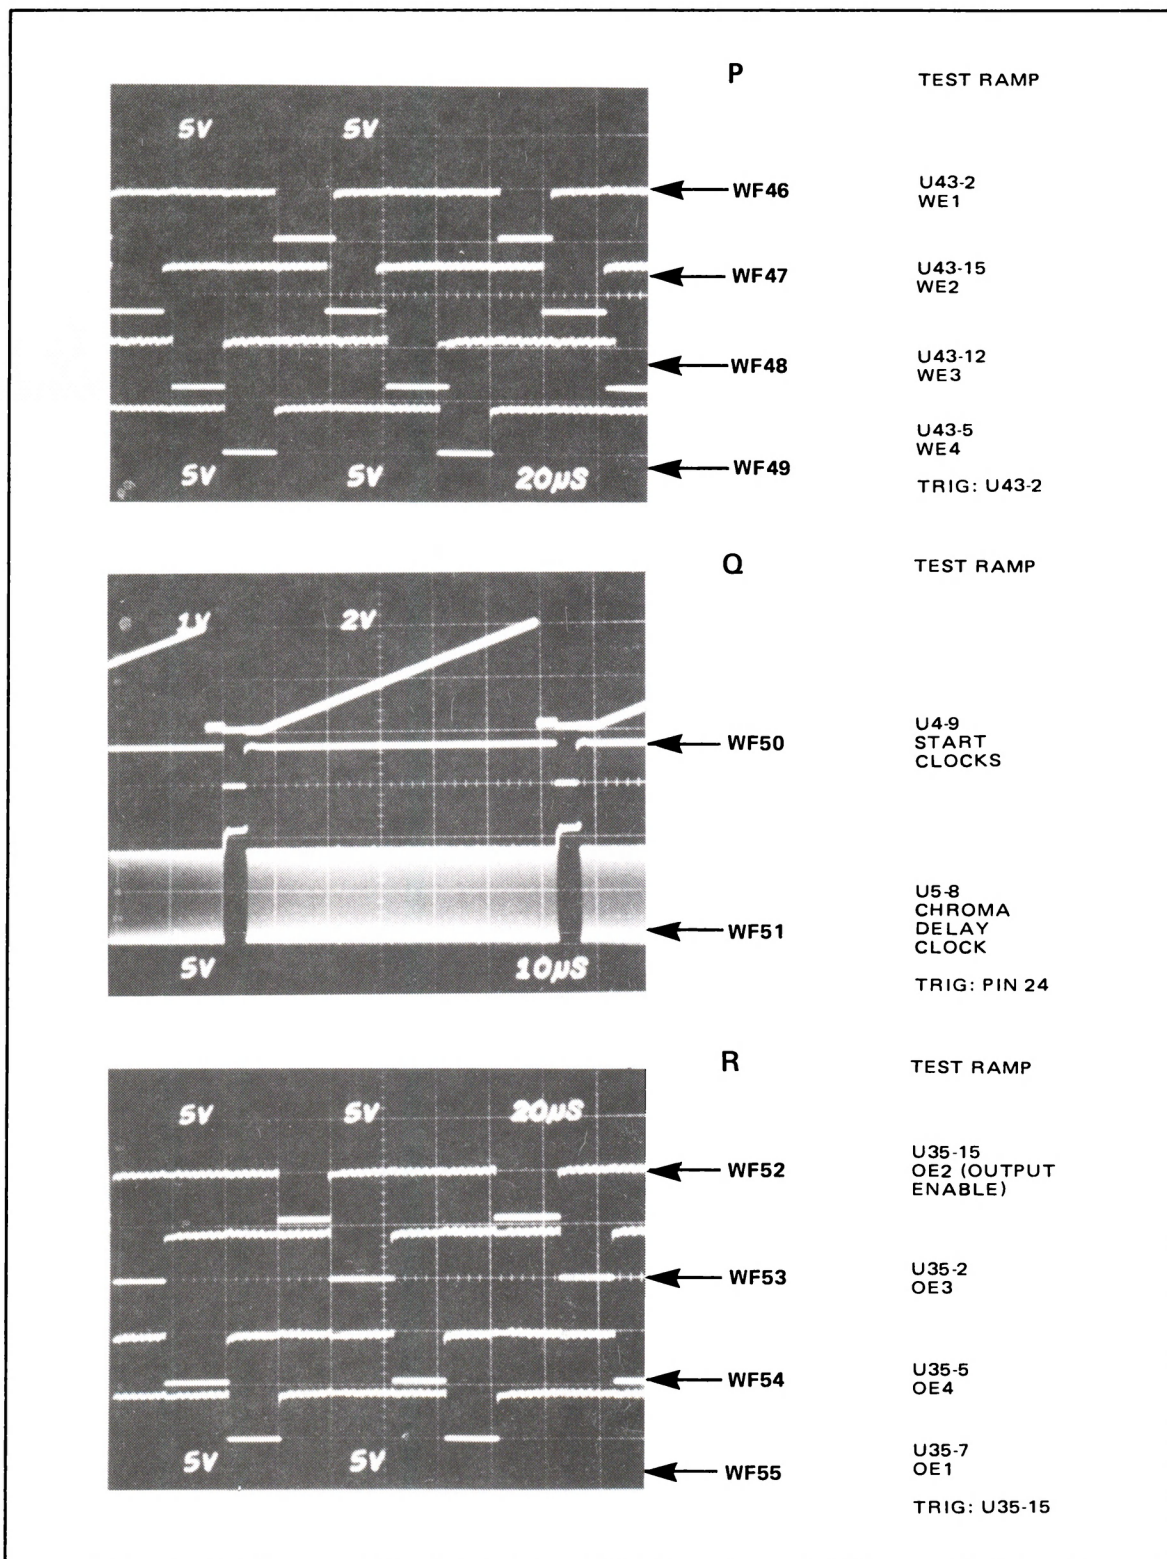 P
TEST RAMP
5V 5V
WF46
U43-2
WE1
WF47
U43-15
WE2
WF48
U43-12
WE3
WF49
U43-5
WE4
5V 5V 20µS
TRIG: U43-2
Q
TEST RAMP
1V 2V
WF50
U4-9
START
CLOCKS
WF51
U5-8
CHROMA
DELAY
CLOCK
5V 10µS
TRIG: PIN 24
R
TEST RAMP
5V 5V 20µS
WF52
U35-15
OE2 (OUTPUT
ENABLE)
WF53
U35-2
OE3
WF54
U35-5
OE4
5V 5V
WF55
U35-7
OE1
TRIG: U35-15